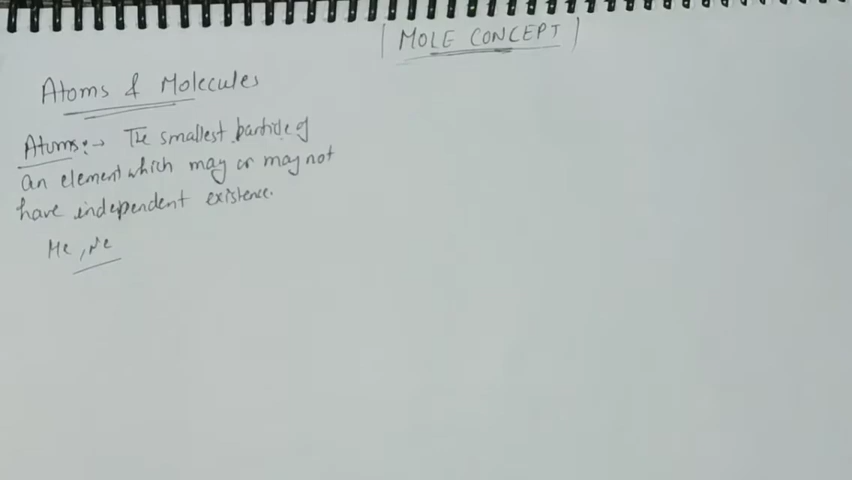 MOLE CONCEPT
Atoms & Molecules
Atoms:→ The smallest particle of
an element which may or may not
have independent existence.
He, Ne